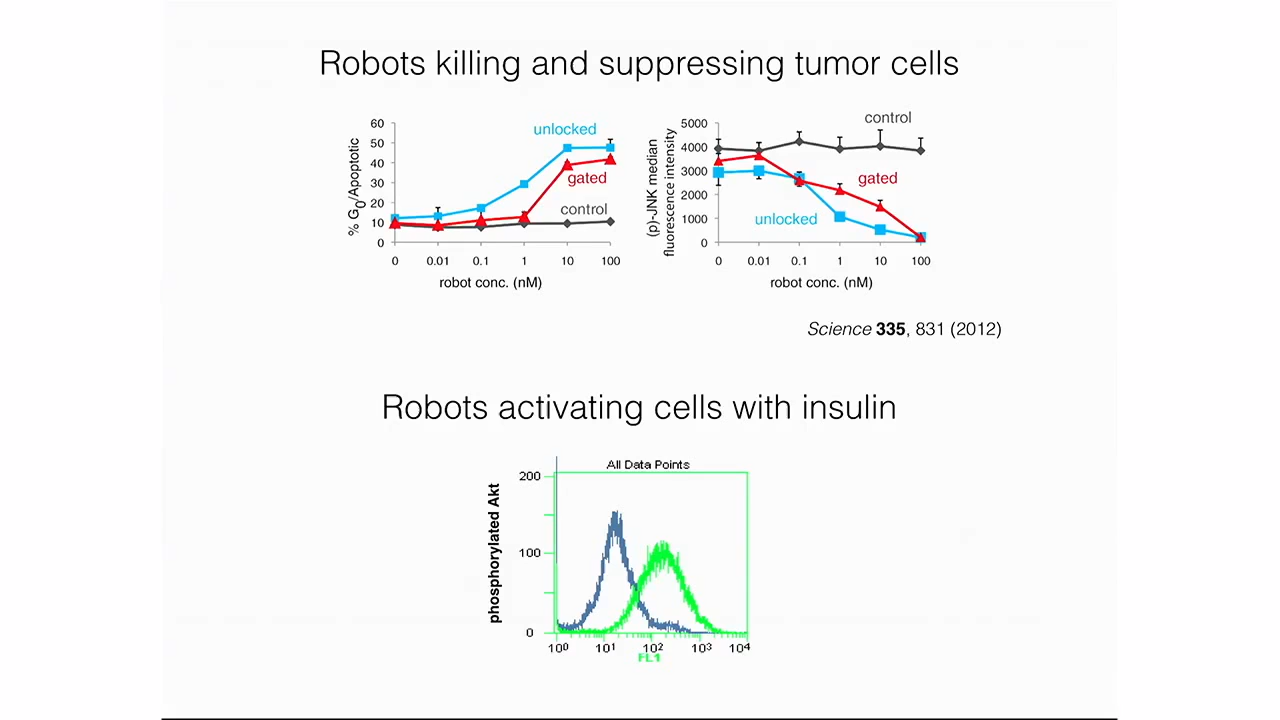 Robots killing and suppressing tumor cells
% G0/Apoptotic
60
50
40
30
20
10
0
unlocked
gated
control
0 0.01 0.1 1 10 100
robot conc. (nM)
(p)-JNK median
fluorescence intensity
5000
4000
3000
2000
1000
0
control
gated
unlocked
0 0.01 0.1 1 10 100
robot conc. (nM)
Science 335, 831 (2012)
Robots activating cells with insulin
All Data Points
phosphorylated Akt
200
100
0
10⁰ 10¹ 10² 10³ 10⁴
FL1